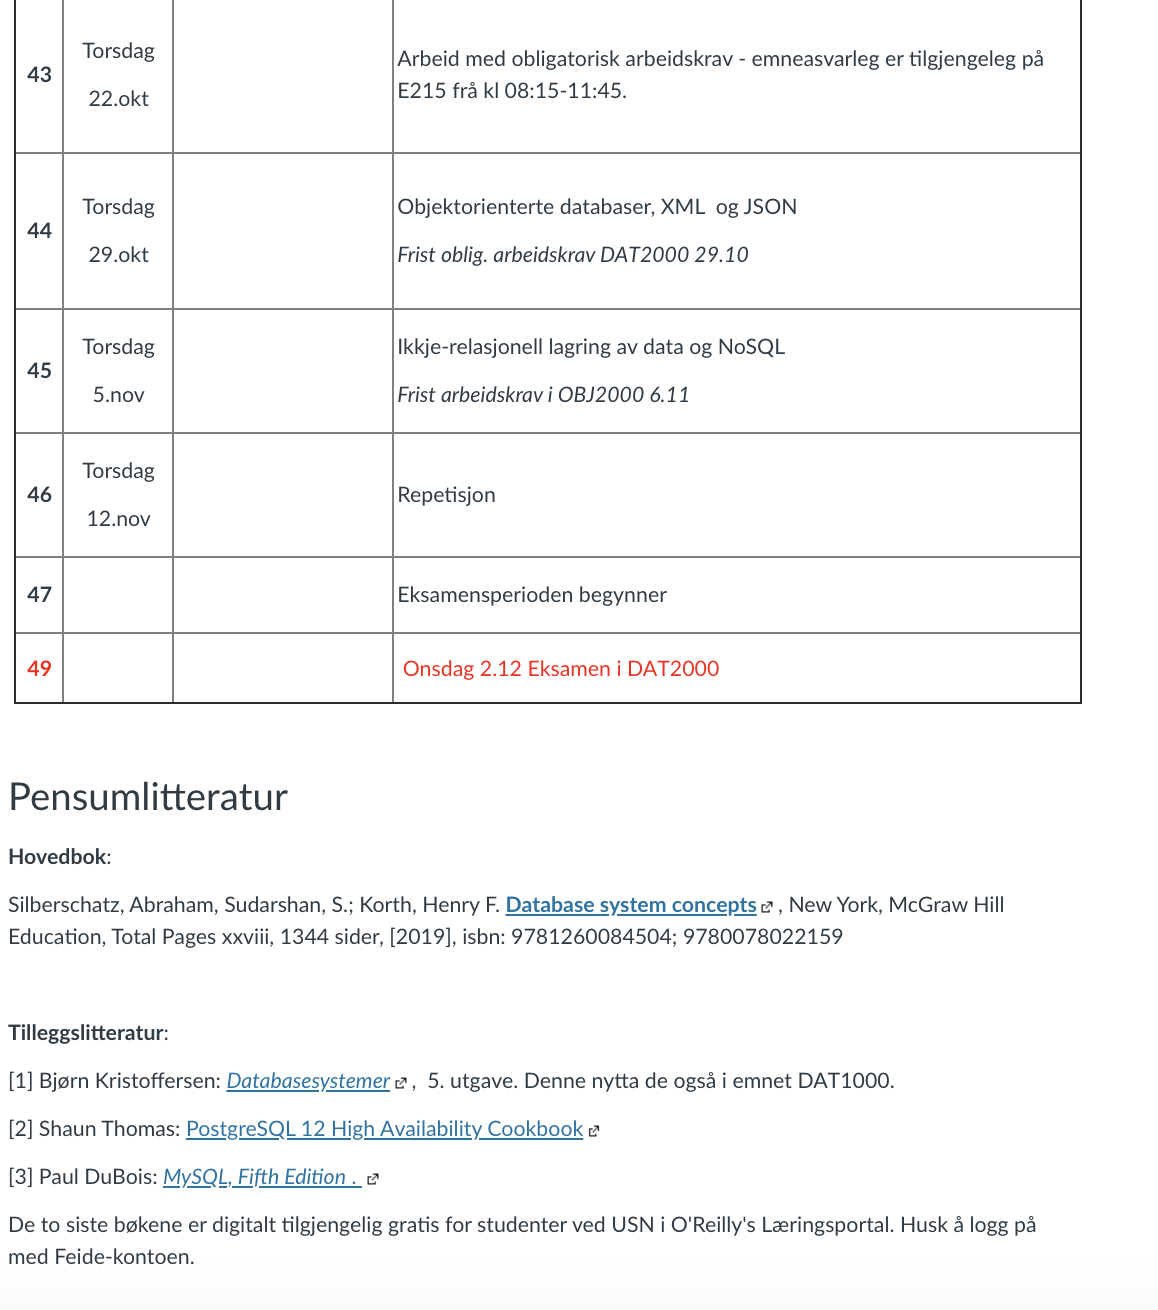 43
Torsdag
22.okt
Arbeid med obligatorisk arbeidskrav - emneasvarleg er tilgjengeleg på
E215 frå kl 08:15-11:45.
44
Torsdag
29.okt
Objektorienterte databaser, XML  og JSON
Frist oblig. arbeidskrav DAT2000 29.10
45
Torsdag
5.nov
Ikkje-relasjonell lagring av data og NoSQL
Frist arbeidskrav i OBJ2000 6.11
46
Torsdag
12.nov
Repetisjon
47
Eksamensperioden begynner
49
Onsdag 2.12 Eksamen i DAT2000
Pensumlitteratur
Hovedbok:
Silberschatz, Abraham, Sudarshan, S.; Korth, Henry F. Database system concepts , New York, McGraw Hill
Education, Total Pages xxviii, 1344 sider, [2019], isbn: 9781260084504; 9780078022159
Tilleggslitteratur:
[1] Bjørn Kristoffersen: Databasesystemer ,  5. utgave. Denne nytta de også i emnet DAT1000.
[2] Shaun Thomas: PostgreSQL 12 High Availability Cookbook
[3] Paul DuBois: MySQL, Fifth Edition .
De to siste bøkene er digitalt tilgjengelig gratis for studenter ved USN i O'Reilly's Læringsportal. Husk å logg på
med Feide-kontoen.